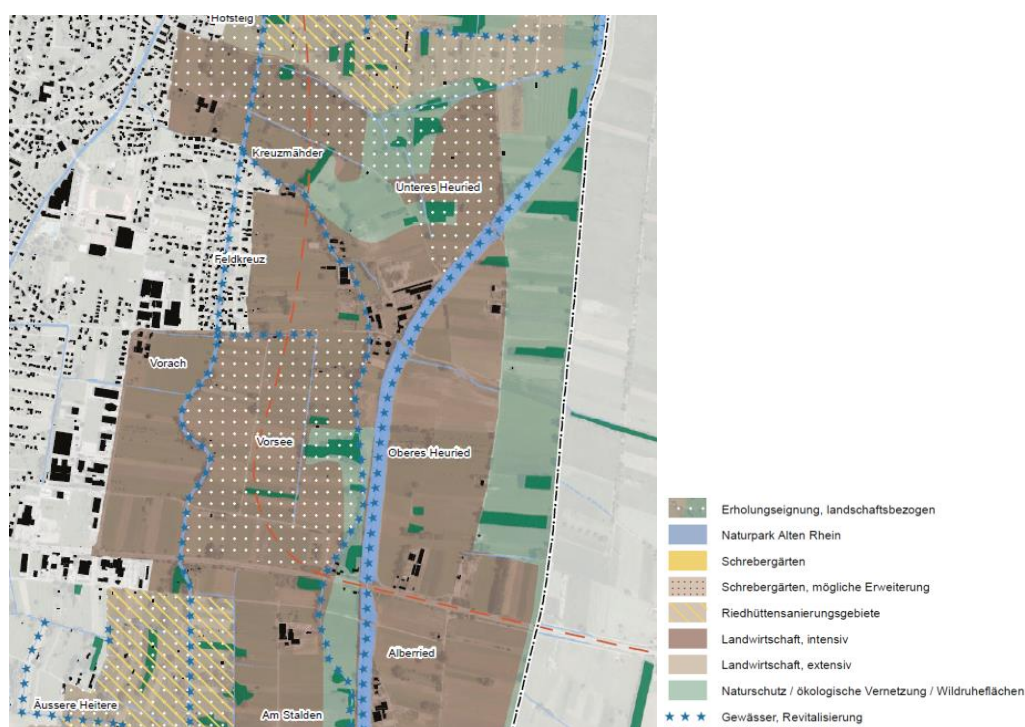 Hofsteig
Kreuzmähder
Unteres Heuried
Feldkreuz
Vorach
Vorsee
Oberes Heuried
Alberried
Äussere Heitere
Am Stalden
Erholungseignung, landschaftsbezogen
Naturpark Alten Rhein
Schrebergärten
Schrebergärten, mögliche Erweiterung
Riedhüttensanierungsgebiete
Landwirtschaft, intensiv
Landwirtschaft, extensiv
Naturschutz / ökologische Vernetzung / Wildruheflächen
Gewässer, Revitalisierung